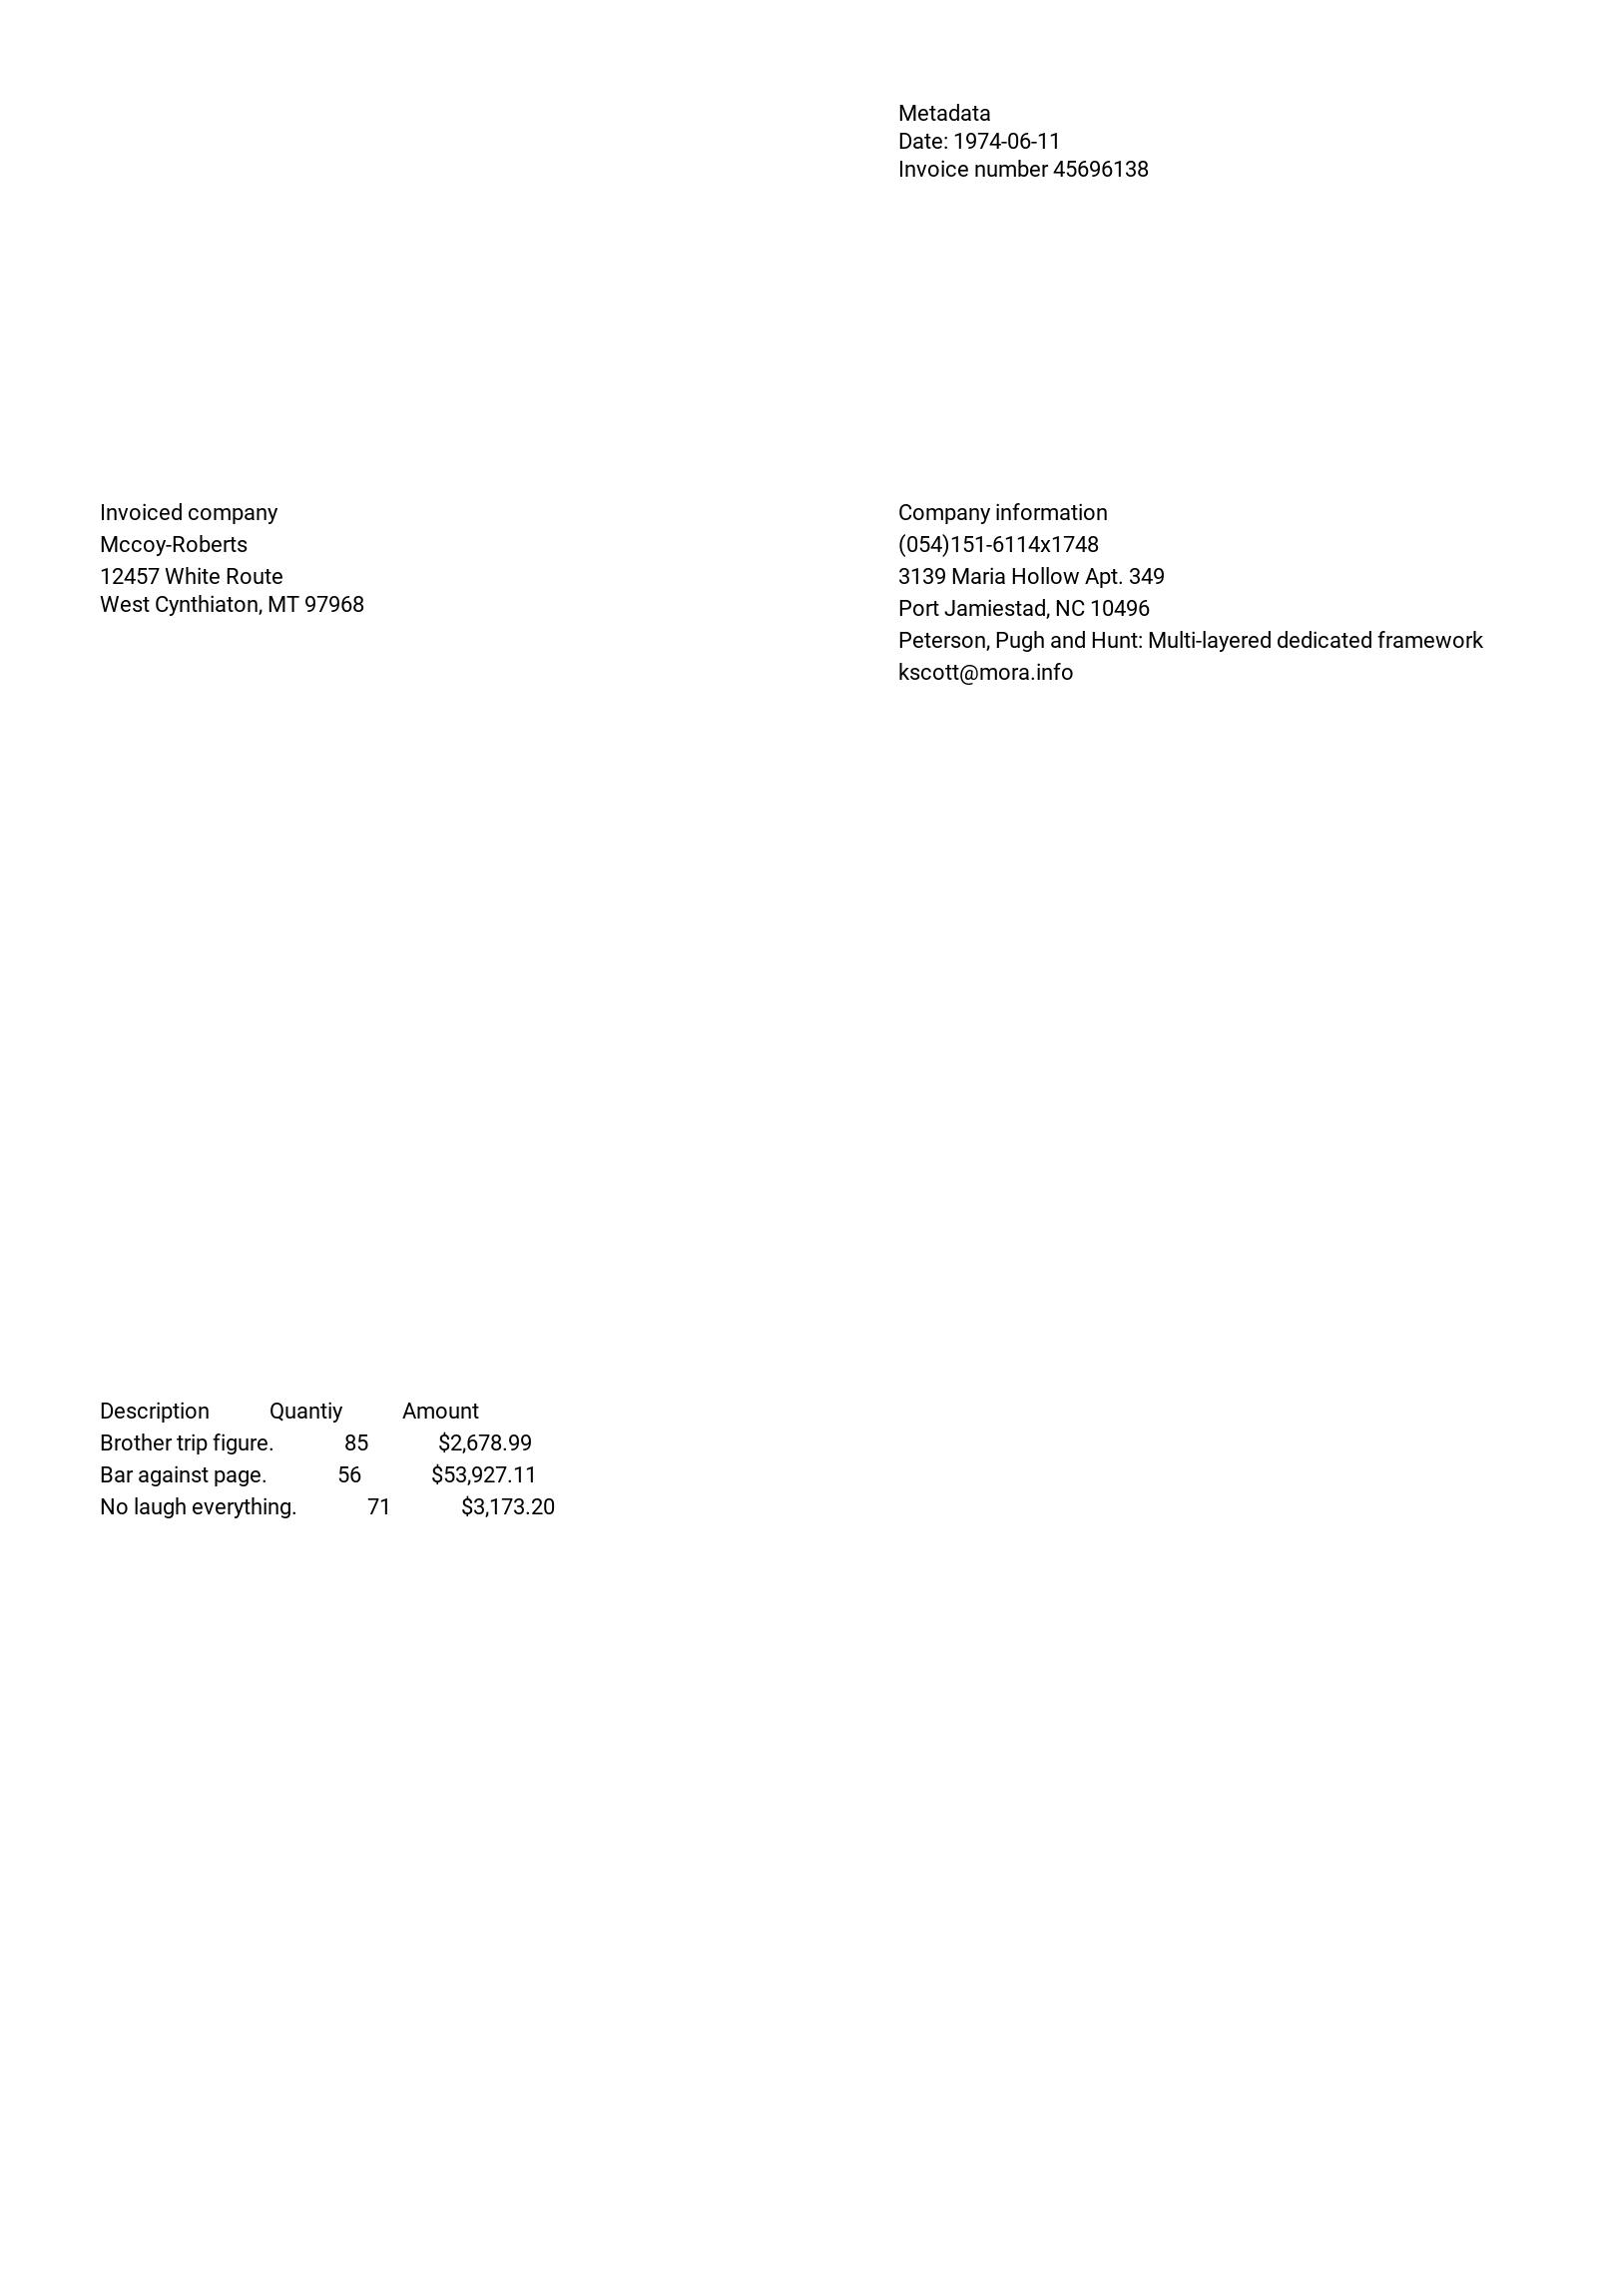 Metadata
Date: 1974-06-11
Invoice number 45696138
Invoiced company
Mccoy-Roberts
12457 White Route
West Cynthiaton, MT 97968
Company information
(054)151-6114x1748
3139 Maria Hollow Apt. 349
Port Jamiestad, NC 10496
Peterson, Pugh and Hunt: Multi-layered dedicated framework
kscott@mora.info
Description Quantiy Amount
Brother trip figure. 85 $2,678.99
Bar against page. 56 $53,927.11
No laugh everything. 71 $3,173.20